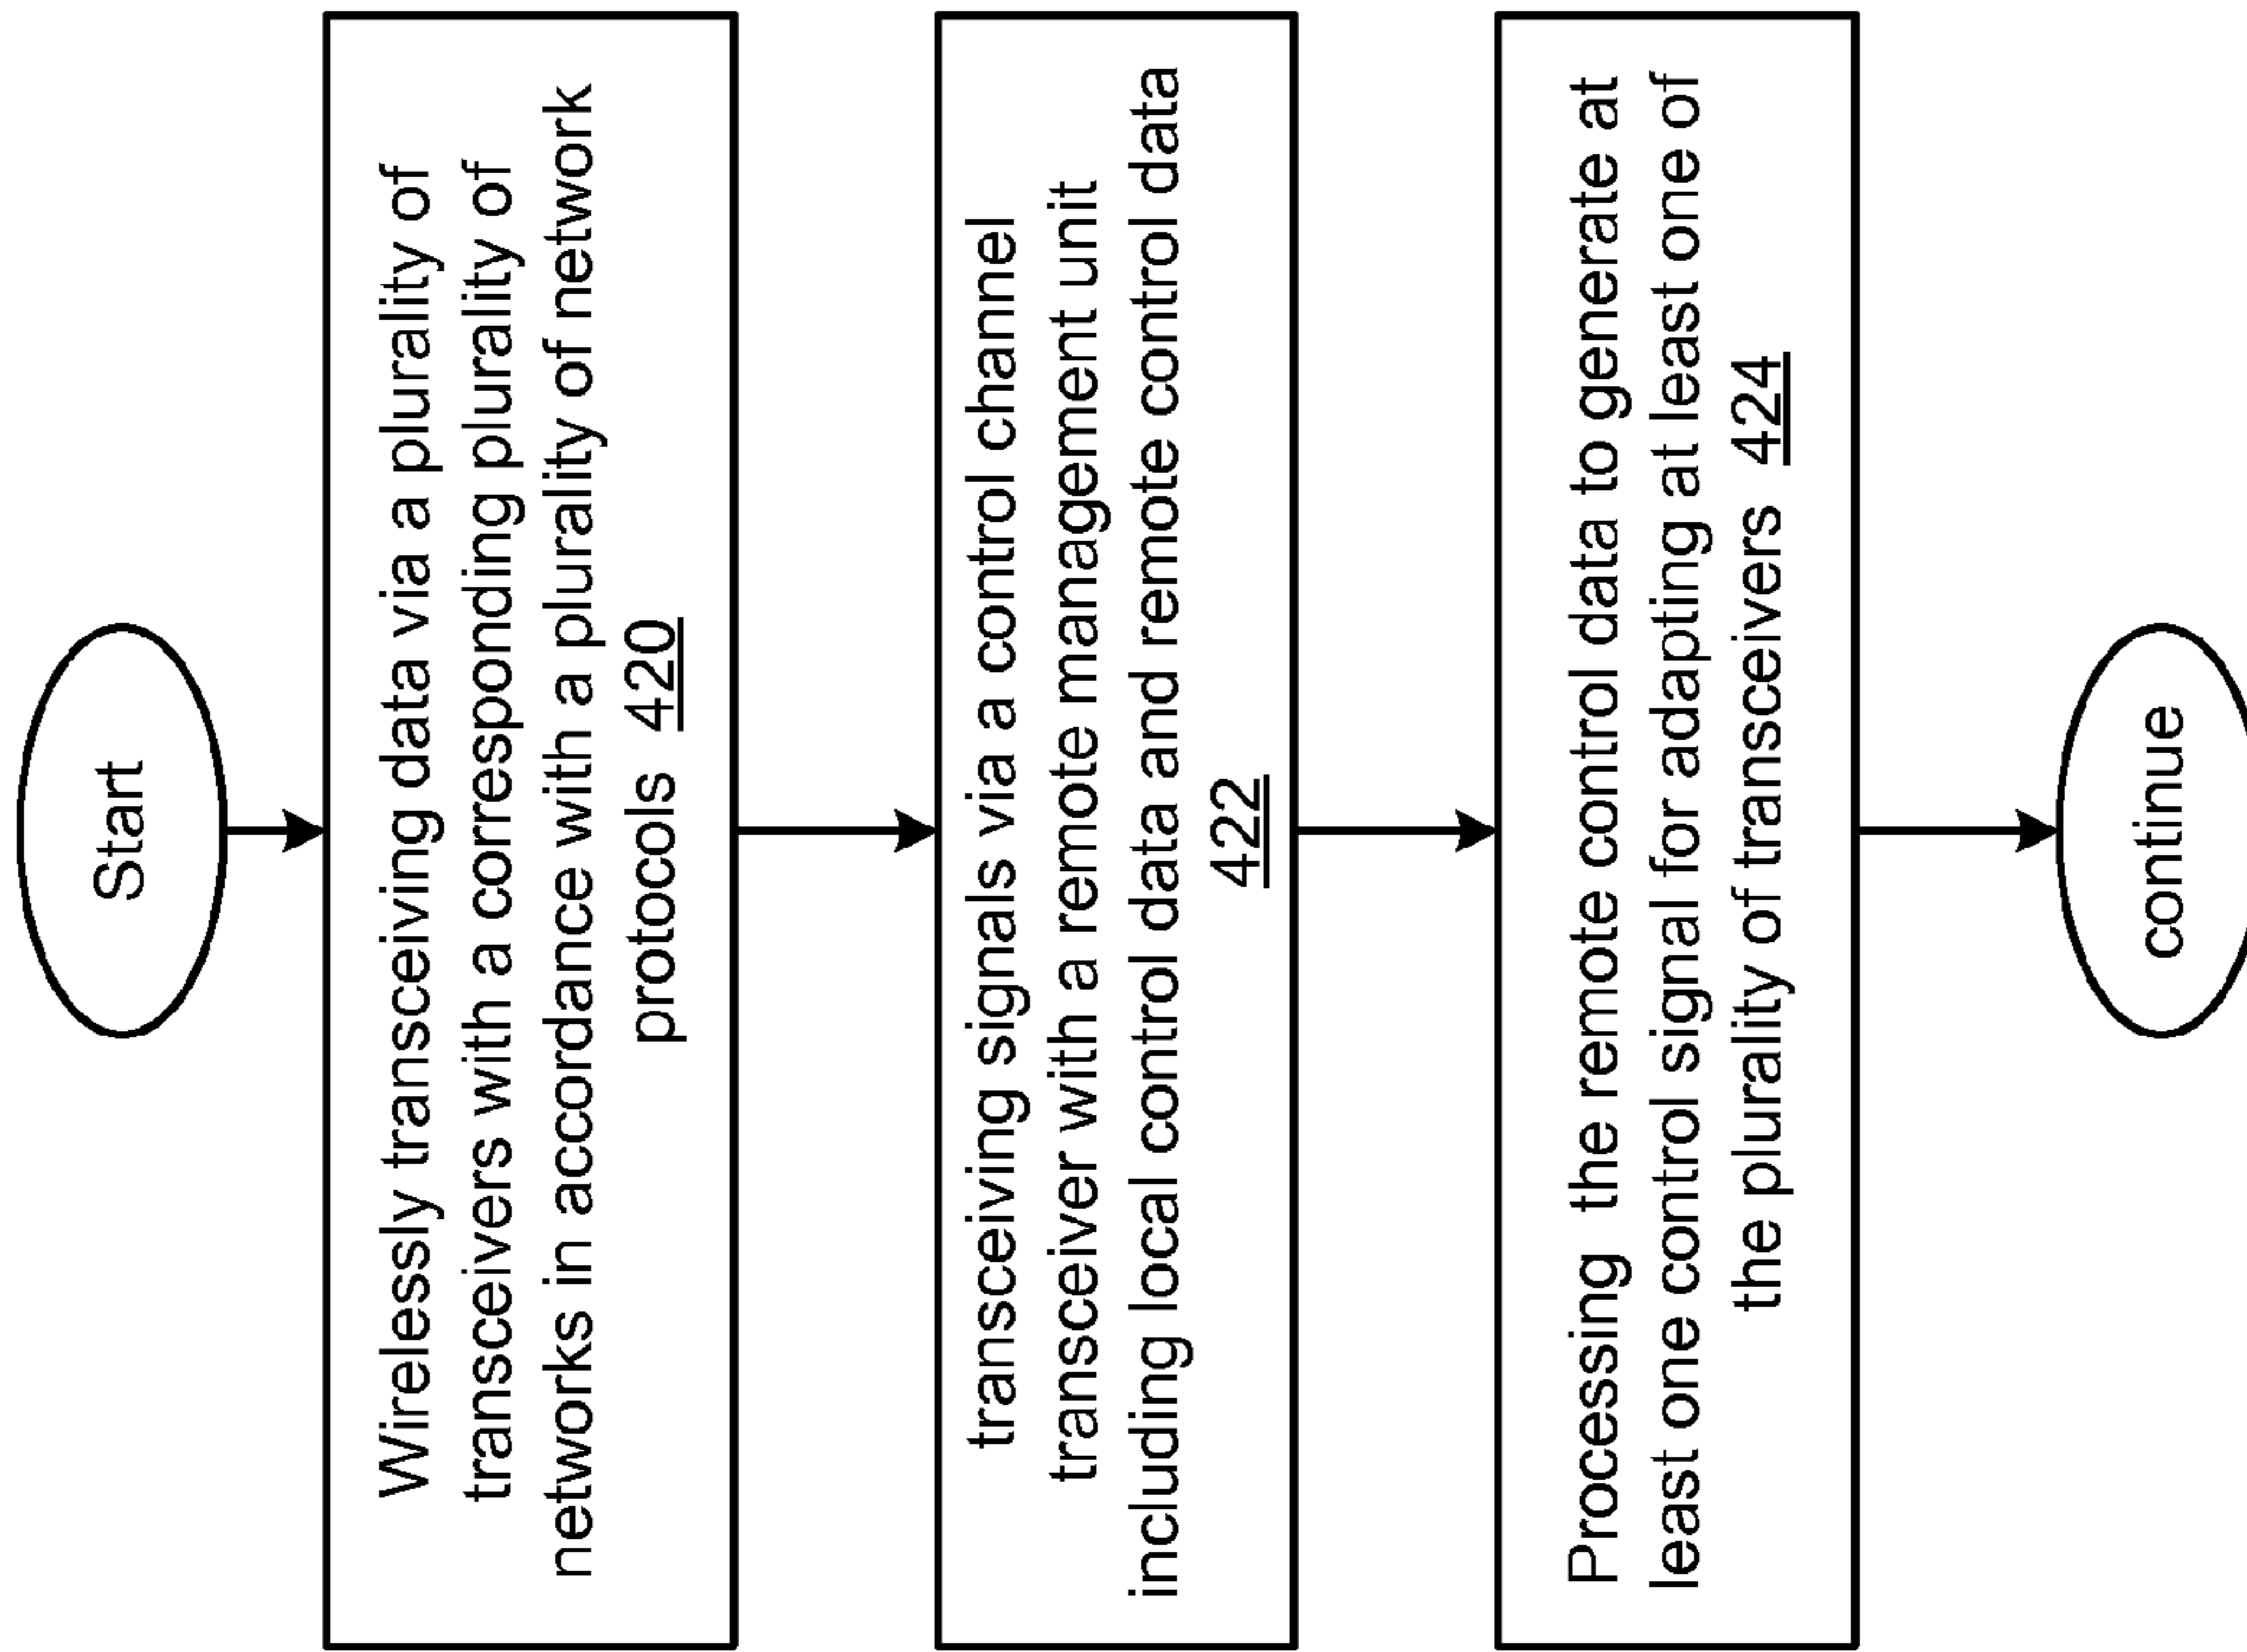 Start
Wirelessly transceiving data via a plurality of
transceivers with a corresponding plurality of
networks in accordance with a plurality of network
protocols 420
transceiving signals via a control channel
transceiver with a remote management unit
including local control data and remote control data
422
Processing the remote control data to generate at
least one control signal for adapting at least one of
the plurality of transceivers 424
continue